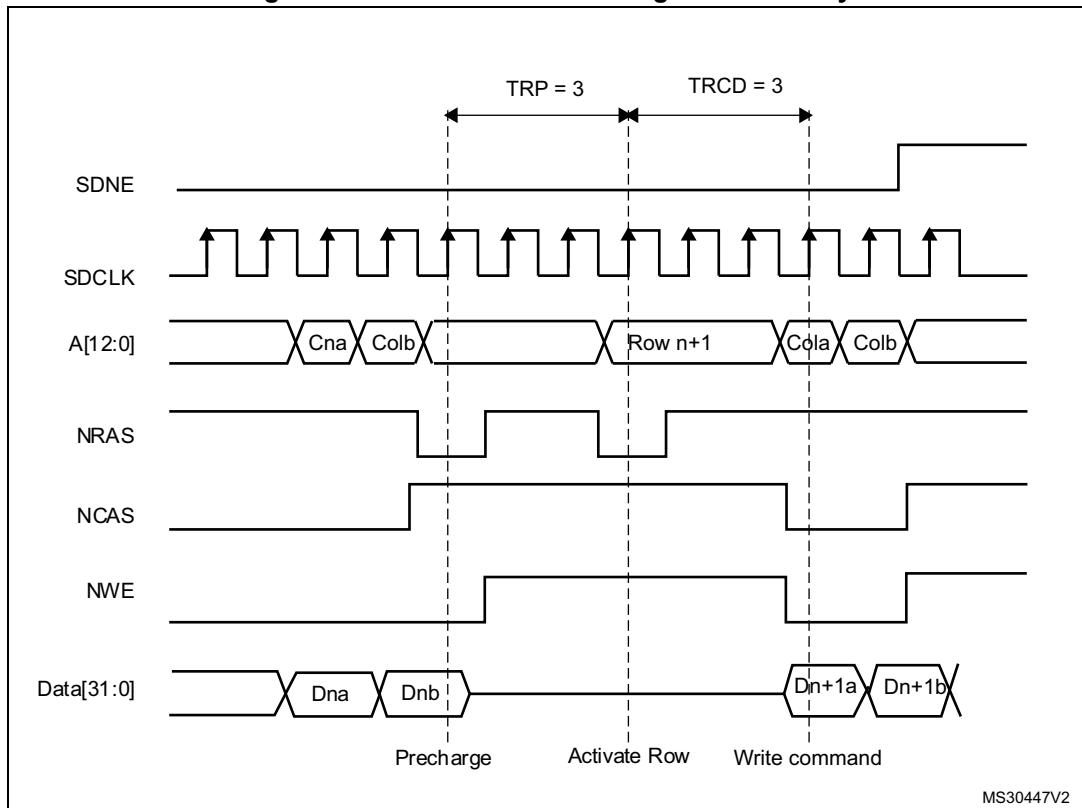 TRP = 3 TRCD = 3
SDNE
SDCLK
A[12:0] Cna Colb Row n+1 Cola Colb
NRAS
NCAS
NWE
Data[31:0] Dna Dnb Dn+1a Dn+1b
Precharge Activate Row Write command
MS30447V2